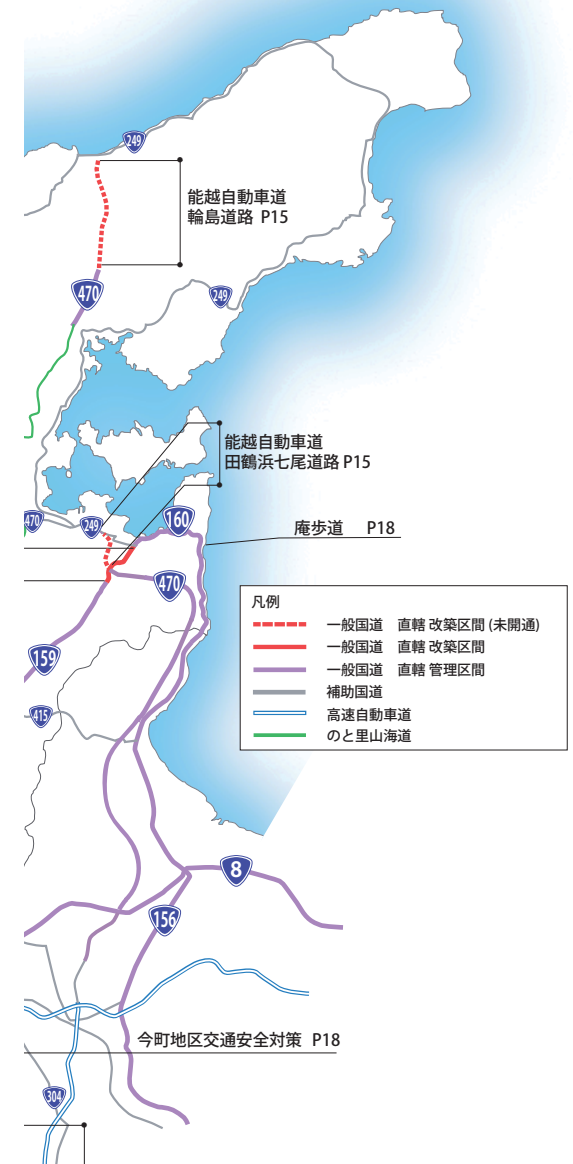 249
能越自動車道
輪島道路 P15
470
249
能越自動車道
田鶴浜七尾道路 P15
470
249
160
庵歩道 P18
470
凡例
一般国道 直轄 改築区間 (未開通)
一般国道 直轄 改築区間
一般国道 直轄 管理区間
補助国道
高速自動車道
のと里山海道
159
415
8
156
今町地区交通安全対策 P18
304